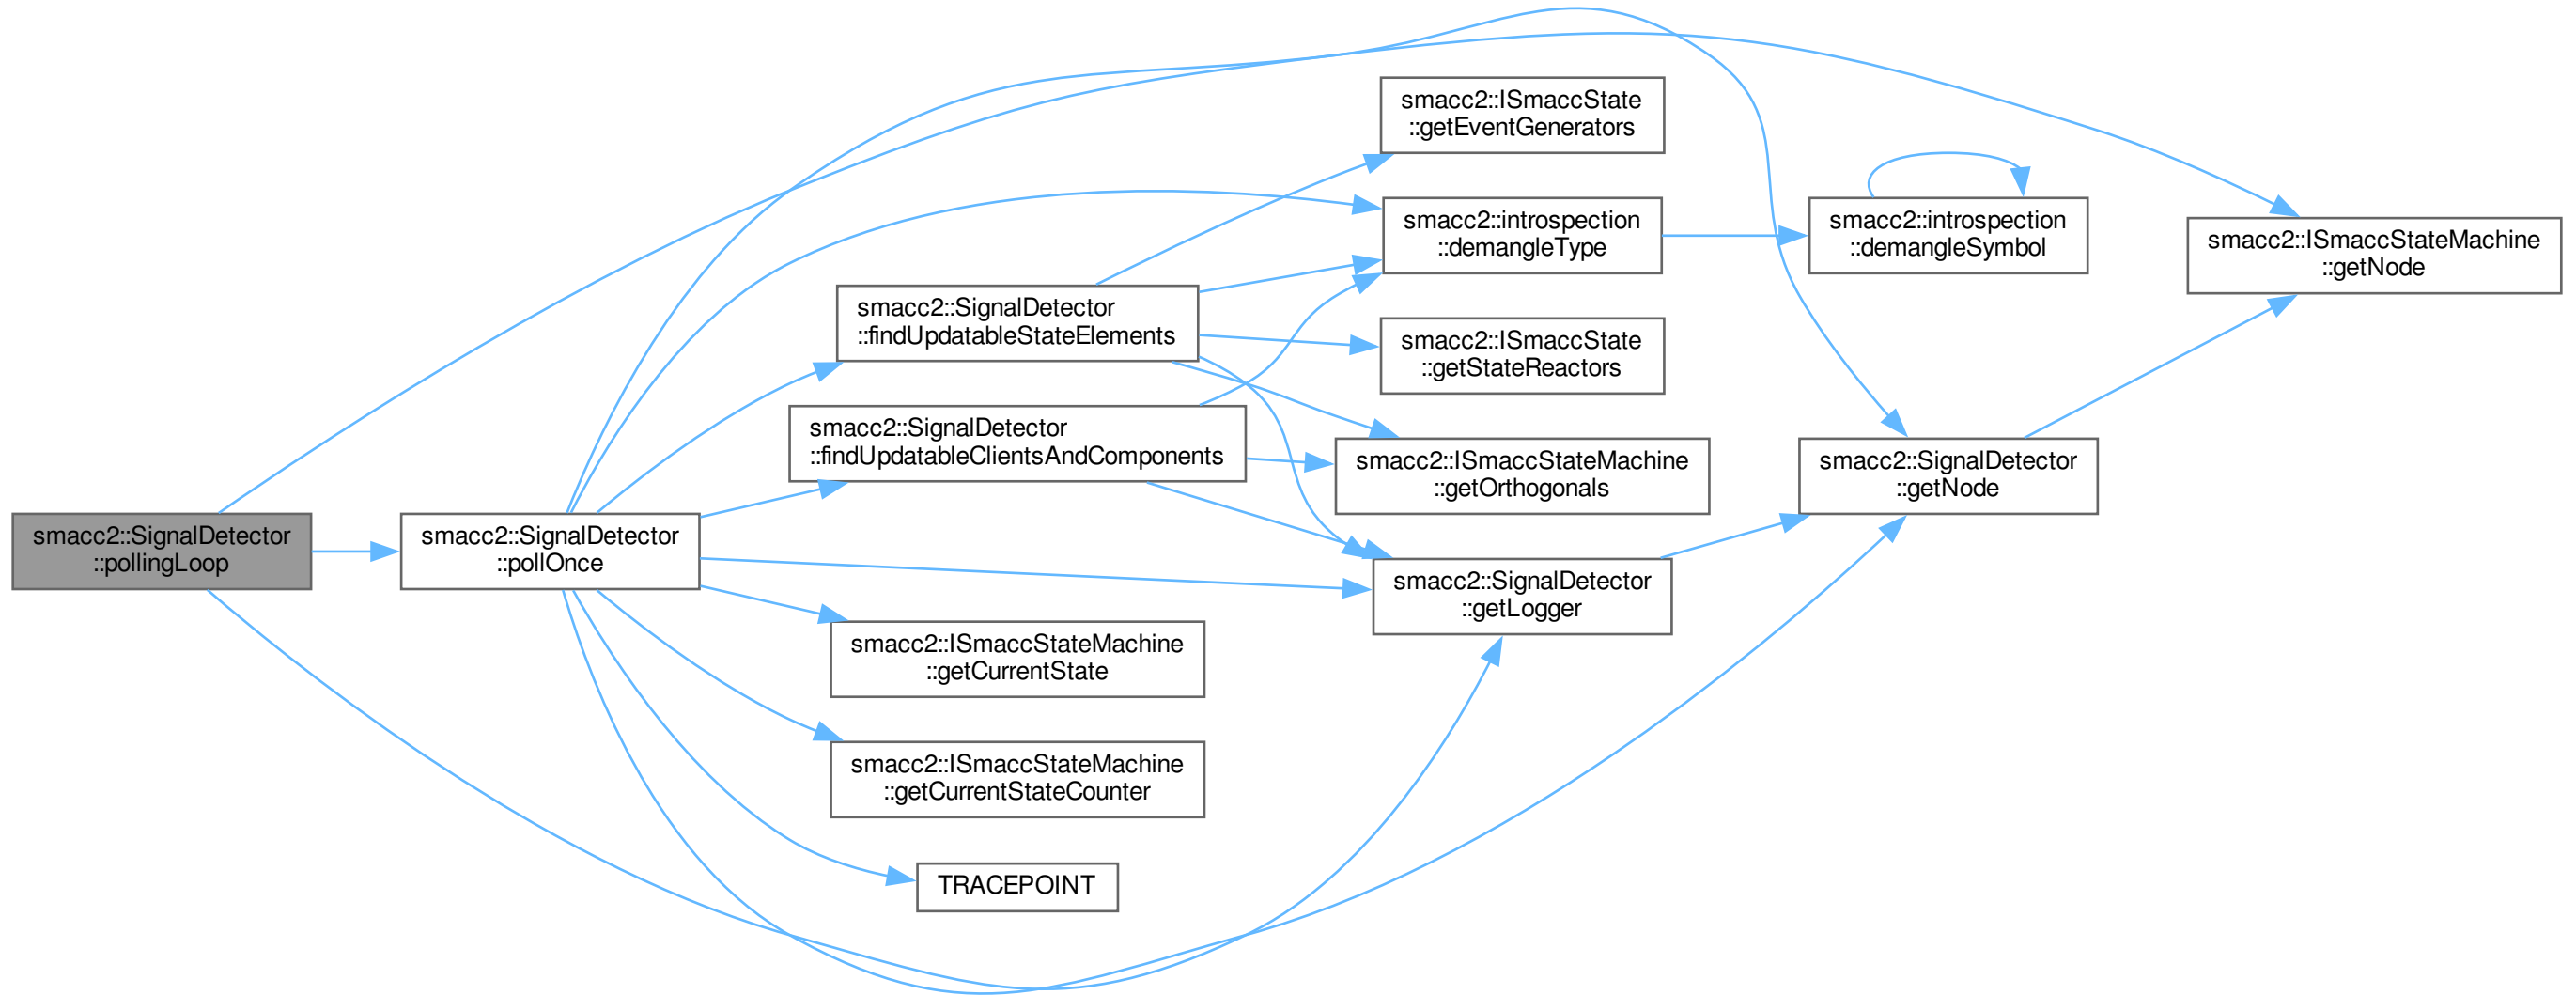 smacc2::SignalDetector
::pollingLoop
smacc2::SignalDetector
::pollOnce
smacc2::SignalDetector
::findUpdatableStateElements
smacc2::SignalDetector
::findUpdatableClientsAndComponents
smacc2::ISmaccStateMachine
::getCurrentState
smacc2::ISmaccStateMachine
::getCurrentStateCounter
TRACEPOINT
smacc2::ISmaccState
::getEventGenerators
smacc2::introspection
::demangleType
smacc2::ISmaccState
::getStateReactors
smacc2::ISmaccStateMachine
::getOrthogonals
smacc2::SignalDetector
::getLogger
smacc2::introspection
::demangleSymbol
smacc2::SignalDetector
::getNode
smacc2::ISmaccStateMachine
::getNode